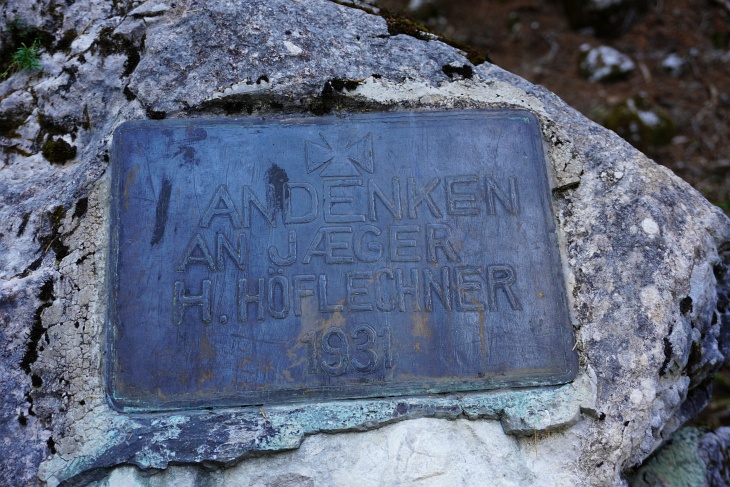 ANDENKEN
AN JÆGER
H. HÖFLECHNER
1931